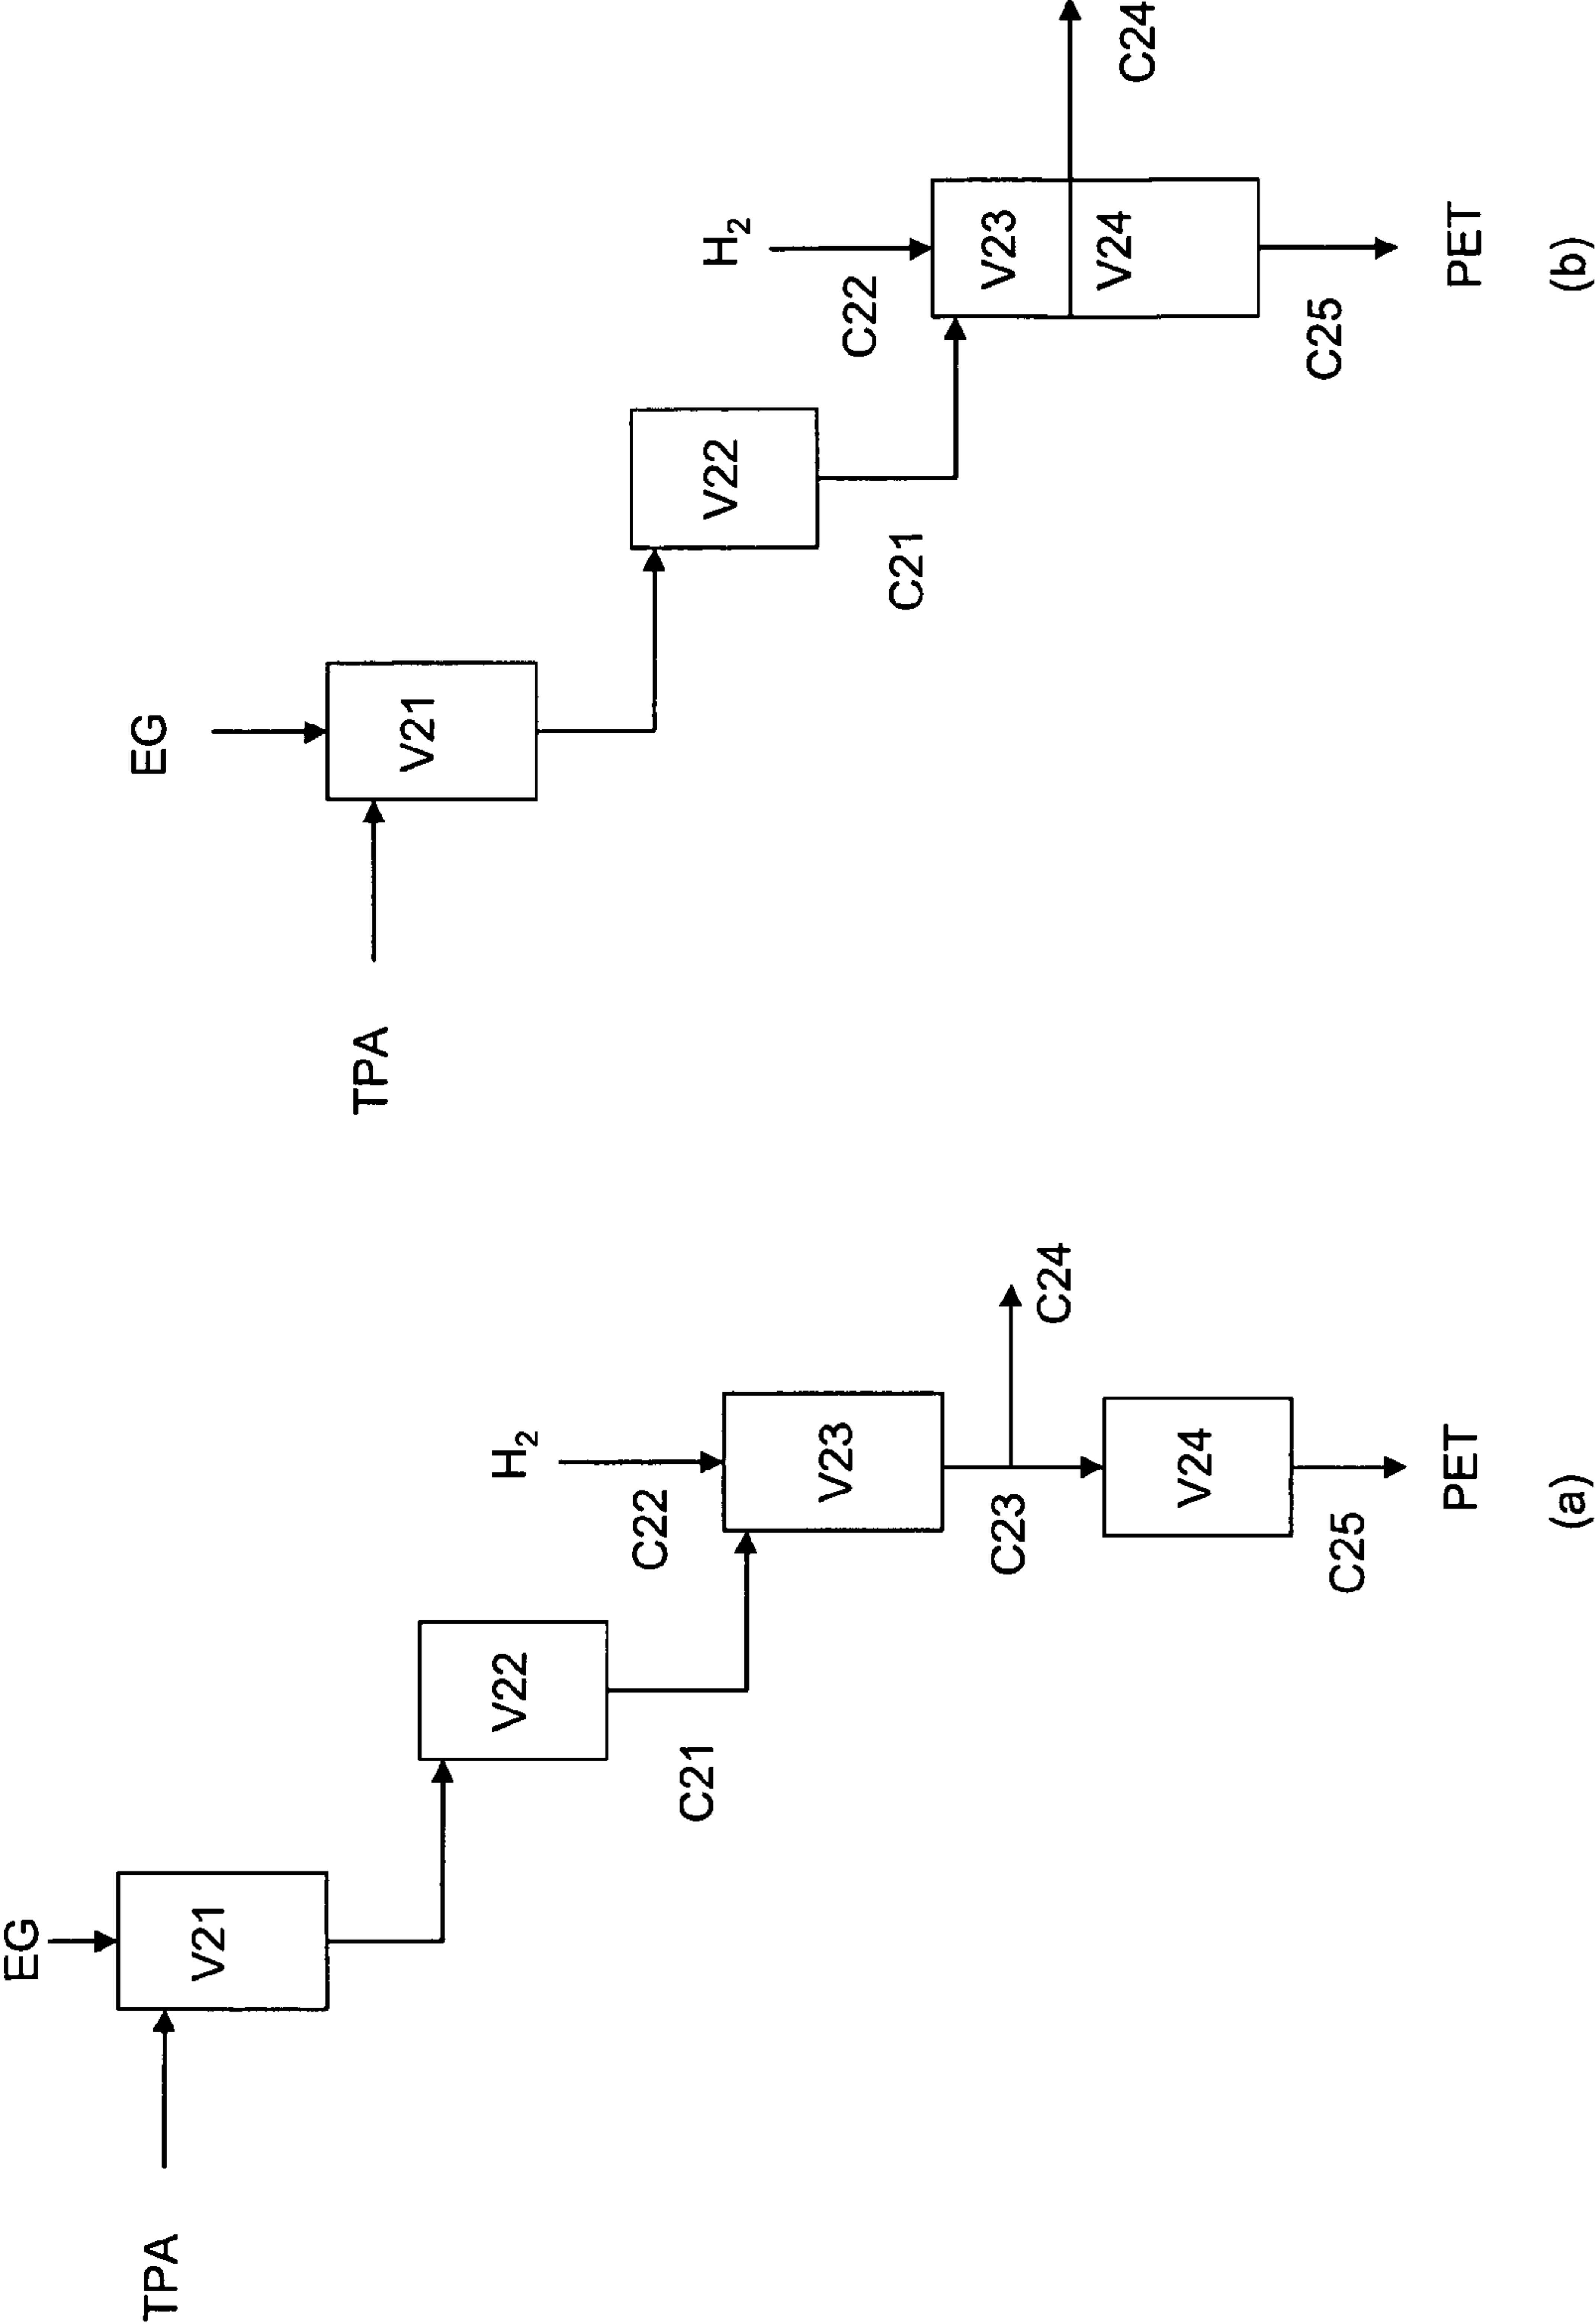 EG
TPA
V21
V22
C21
H₂
C22
V23
C23
C24
V24
C25
PET
(a)
EG
TPA
V21
V22
C21
H₂
C22
V23
C24
V24
C25
PET
(b)